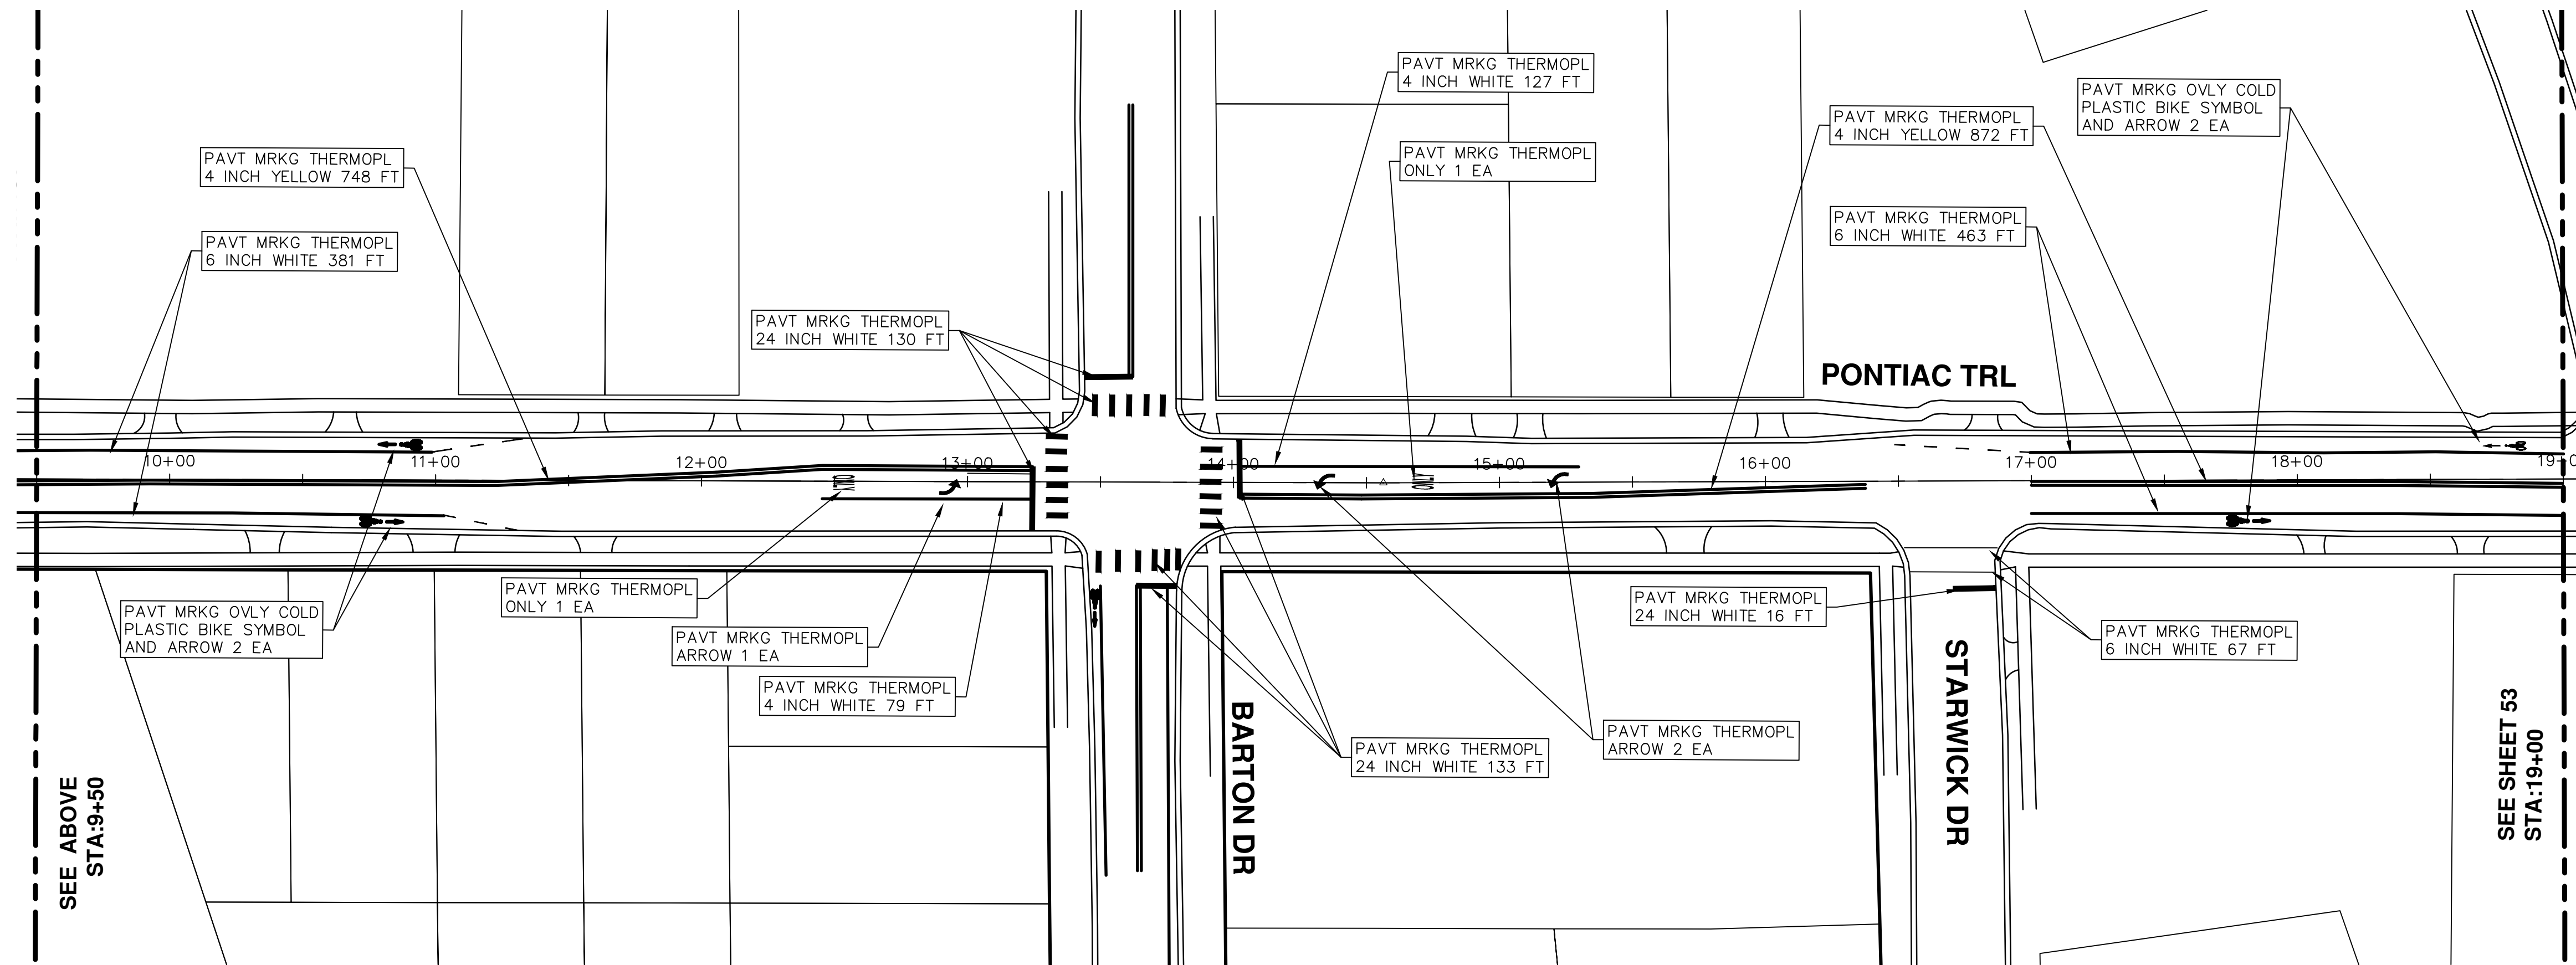 PAVT MRKG THERMOPL
4 INCH WHITE 127 FT
PAVT MRKG OVLY COLD
PLASTIC BIKE SYMBOL
AND ARROW 2 EA
PAVT MRKG THERMOPL
4 INCH YELLOW 872 FT
PAVT MRKG THERMOPL
4 INCH YELLOW 748 FT
PAVT MRKG THERMOPL
ONLY 1 EA
PAVT MRKG THERMOPL
6 INCH WHITE 463 FT
PAVT MRKG THERMOPL
6 INCH WHITE 381 FT
PAVT MRKG THERMOPL
24 INCH WHITE 130 FT
PONTIAC TRL
10+00
11+00
12+00
13+00
14+00
15+00
16+00
17+00
18+00
19+0
ONLY
ONLY
PAVT MRKG THERMOPL
ONLY 1 EA
PAVT MRKG THERMOPL
24 INCH WHITE 16 FT
PAVT MRKG OVLY COLD
PLASTIC BIKE SYMBOL
AND ARROW 2 EA
PAVT MRKG THERMOPL
ARROW 1 EA
PAVT MRKG THERMOPL
6 INCH WHITE 67 FT
PAVT MRKG THERMOPL
4 INCH WHITE 79 FT
PAVT MRKG THERMOPL
ARROW 2 EA
PAVT MRKG THERMOPL
24 INCH WHITE 133 FT
BARTON DR
STARWICK DR
SEE ABOVE
STA:9+50
SEE SHEET 53
STA:19+00